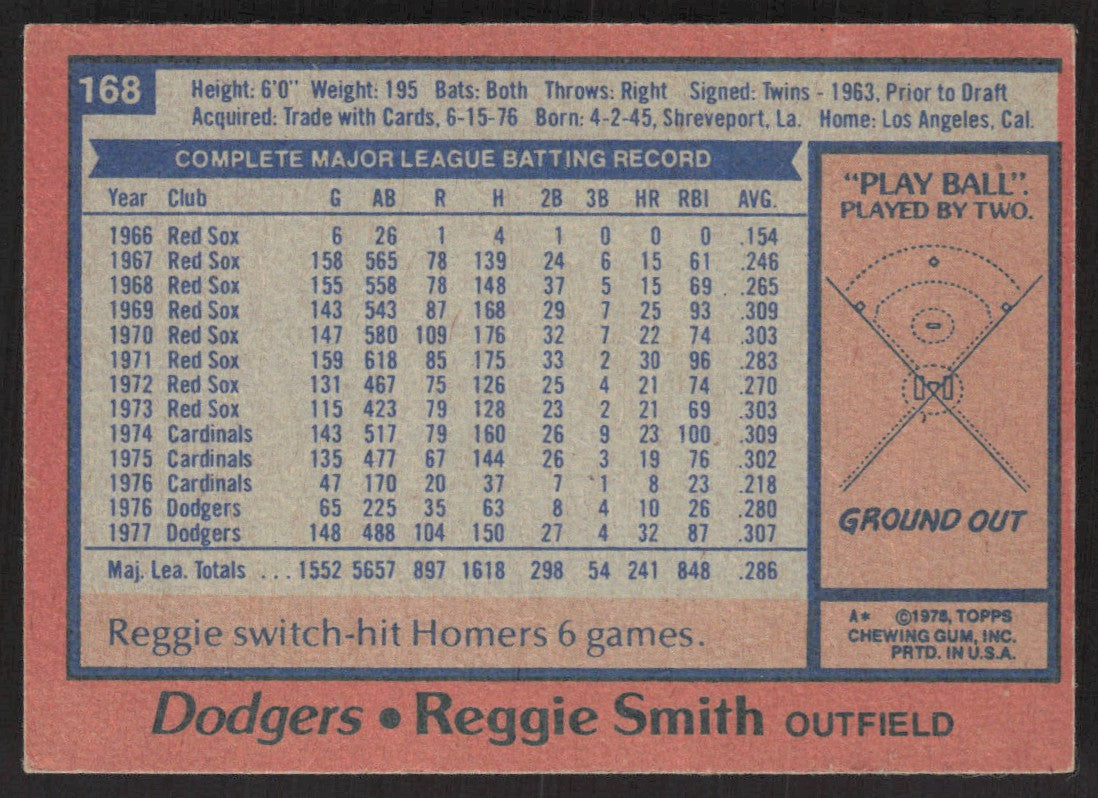 168
Height: 6'0" Weight: 195 Bats: Both Throws: Right Signed: Twins - 1963, Prior to Draft
Acquired: Trade with Cards, 6-15-76 Born: 4-2-45, Shreveport, La. Home: Los Angeles, Cal.
COMPLETE MAJOR LEAGUE BATTING RECORD
Year Club G AB R H 2B 3B HR RBI AVG.
1966 Red Sox 6 26 1 4 1 0 0 0 .154
1967 Red Sox 158 565 78 139 24 6 15 61 .246
1968 Red Sox 155 558 78 148 37 5 15 69 .265
1969 Red Sox 143 543 87 168 29 7 25 93 .309
1970 Red Sox 147 580 109 176 32 7 22 74 .303
1971 Red Sox 159 618 85 175 33 2 30 96 .283
1972 Red Sox 131 467 75 126 25 4 21 74 .270
1973 Red Sox 115 423 79 128 23 2 21 69 .303
1974 Cardinals 143 517 79 160 26 9 23 100 .309
1975 Cardinals 135 477 67 144 26 3 19 76 .302
1976 Cardinals 47 170 20 37 7 1 8 23 .218
1976 Dodgers 65 225 35 63 8 4 10 26 .280
1977 Dodgers 148 488 104 150 27 4 32 87 .307
Maj. Lea. Totals ... 1552 5657 897 1618 298 54 241 848 .286
Reggie switch-hit Homers 6 games.
"PLAY BALL".
PLAYED BY TWO.
GROUND OUT
A* ©1978, TOPPS
CHEWING GUM, INC.
PRTD. IN U.S.A.
Dodgers • Reggie Smith OUTFIELD